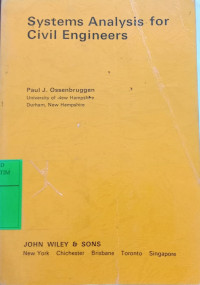 Systems Analysis for
Civil Engineers
Paul J. Ossenbruggen
University of New Hampshire
Durham, New Hampshire
JOHN WILEY & SONS
New York Chichester Brisbane Toronto Singapore